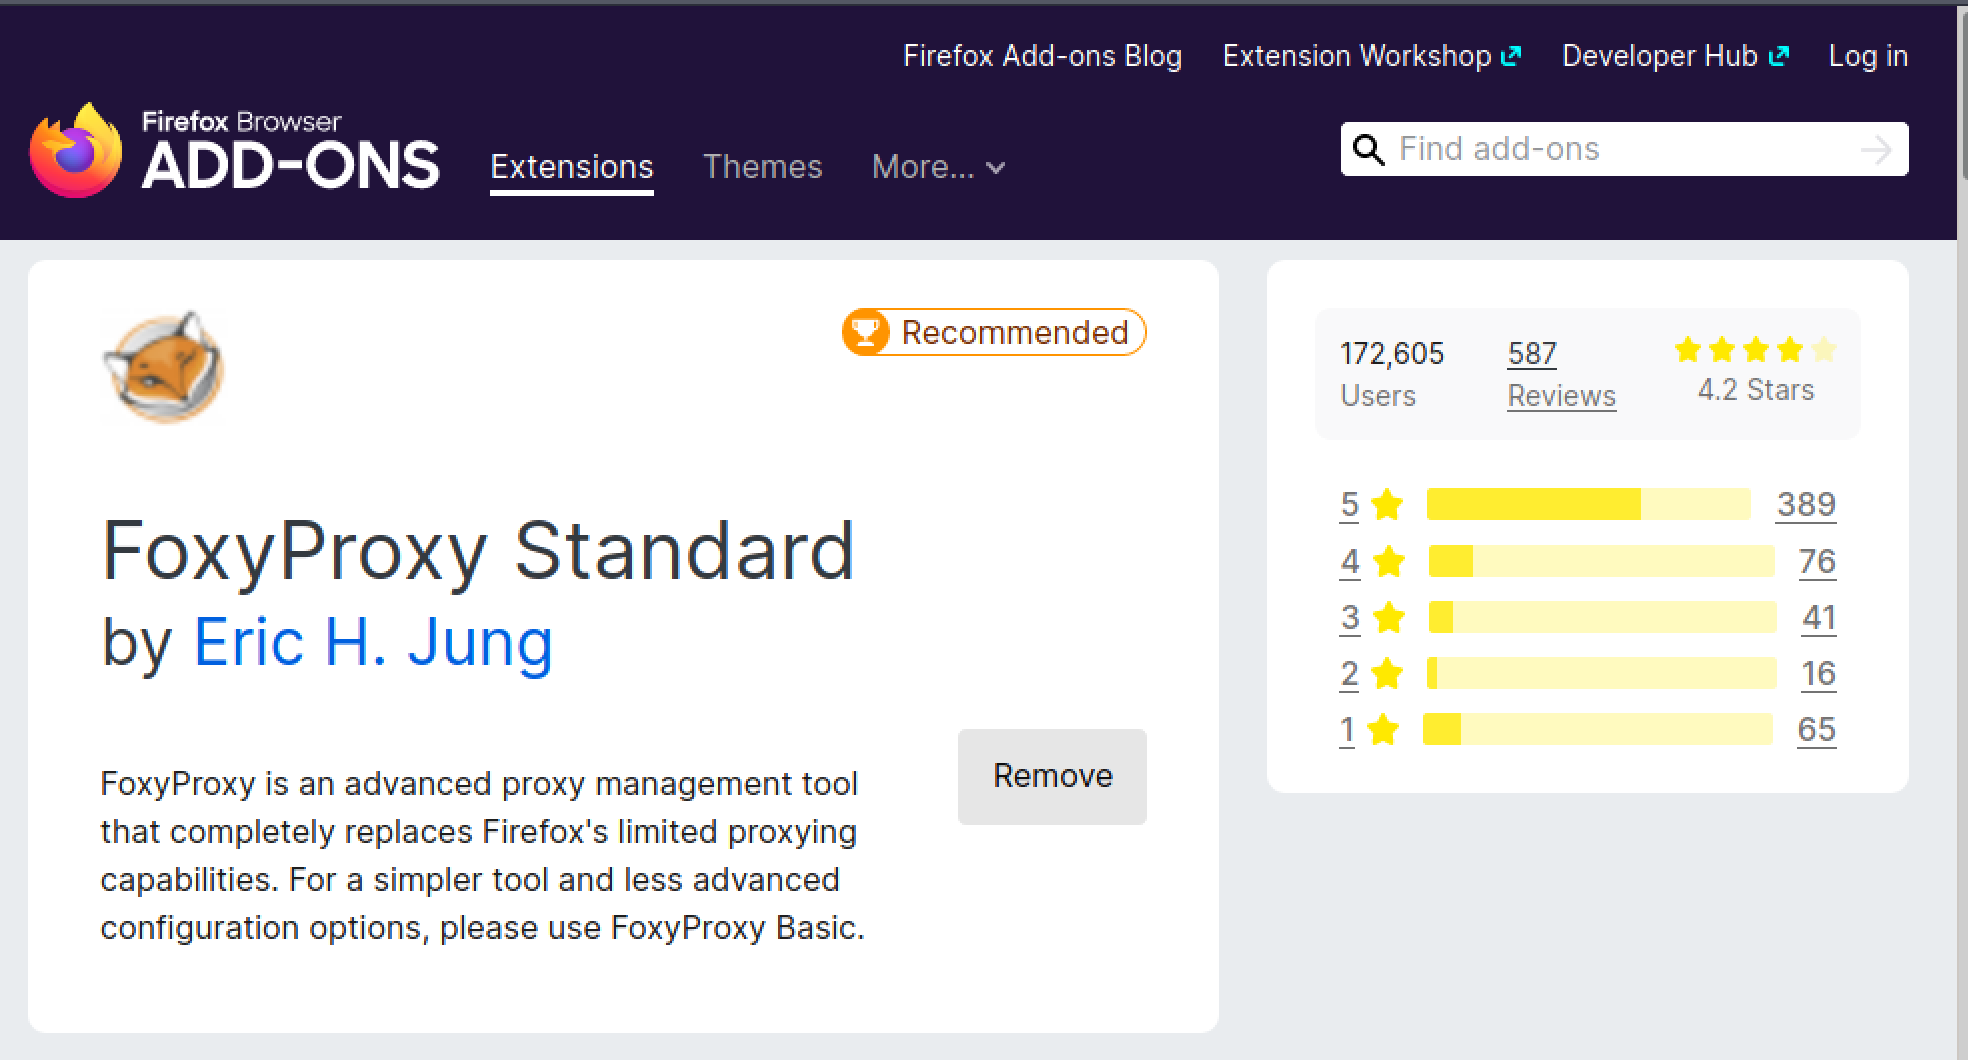 Firefox Add-ons Blog Extension Workshop Developer Hub Log in
Firefox Browser
ADD-ONS
Extensions Themes More...
Find add-ons
Recommended
FoxyProxy Standard
by Eric H. Jung
FoxyProxy is an advanced proxy management tool
that completely replaces Firefox's limited proxying
capabilities. For a simpler tool and less advanced
configuration options, please use FoxyProxy Basic.
Remove
172,605 587
Users Reviews 4.2 Stars
5 389
4 76
3 41
2 16
1 65